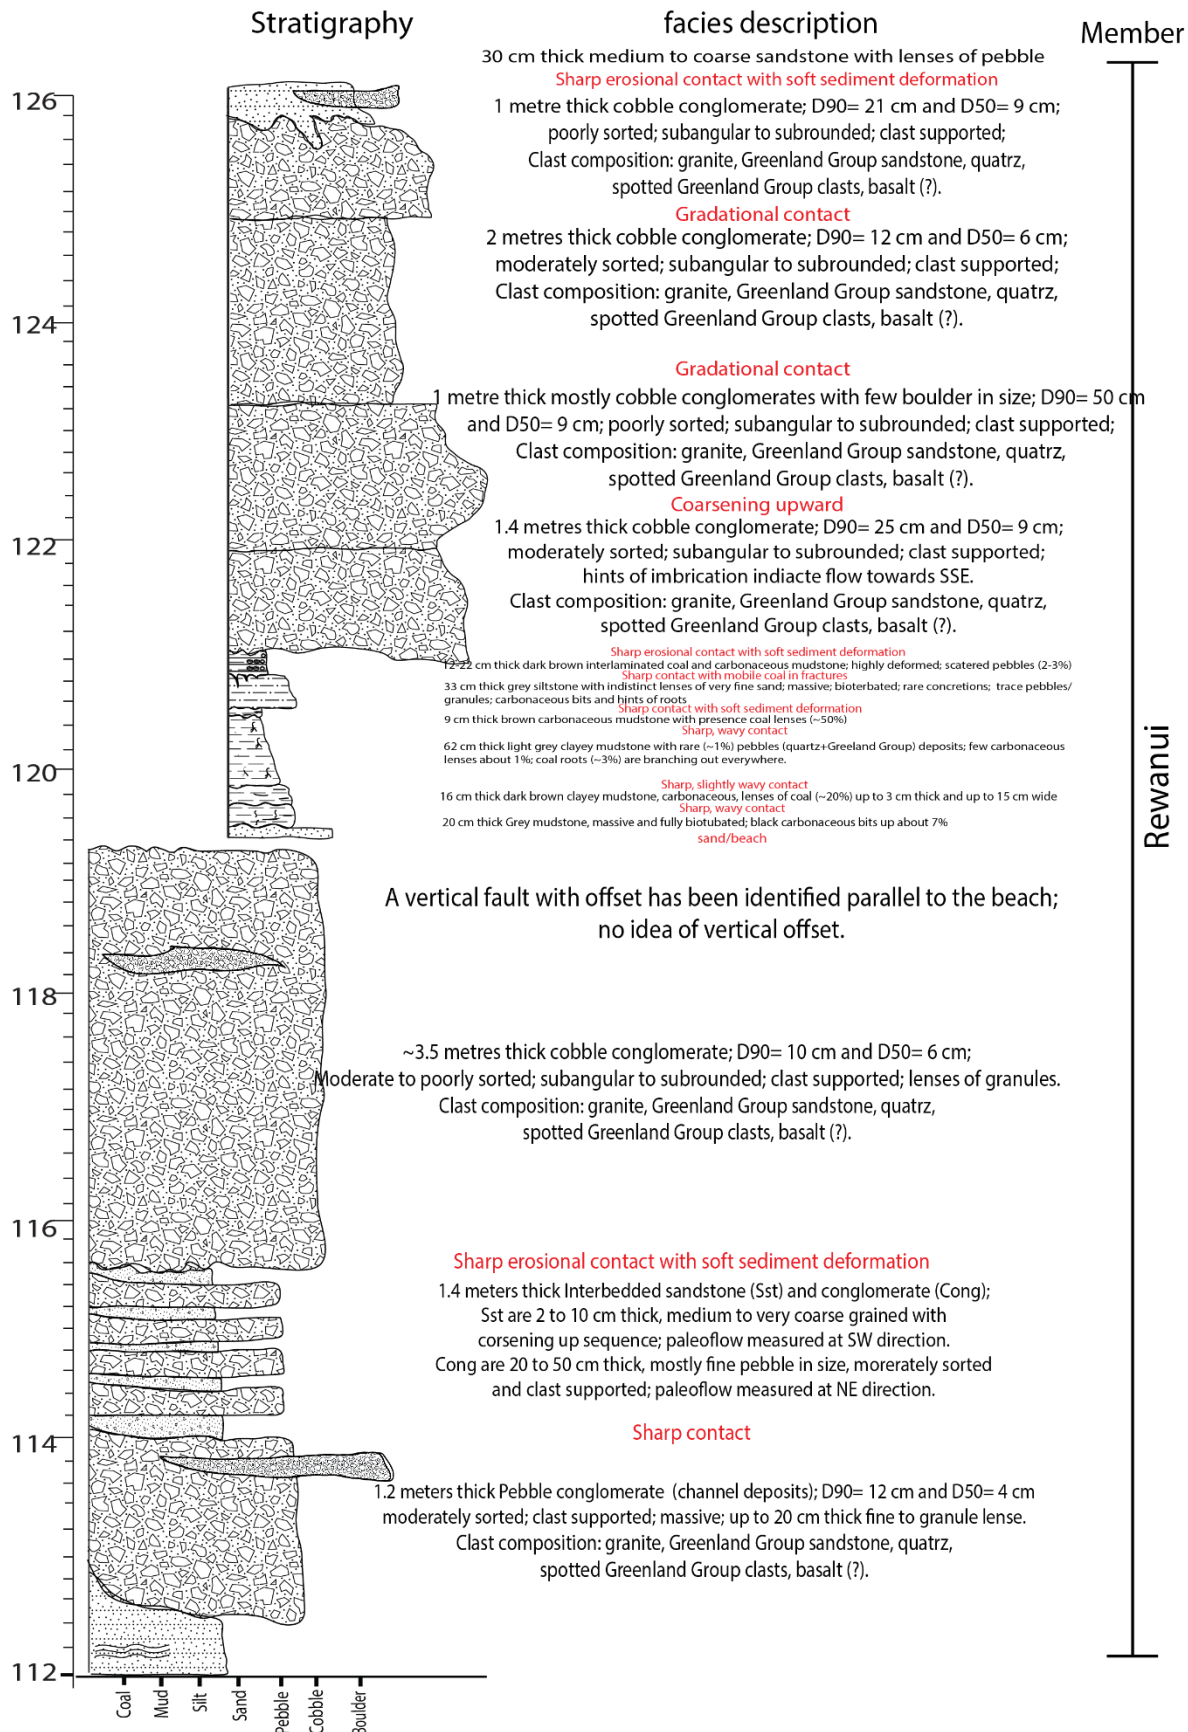 Stratigraphy
facies description
Member
30 cm thick medium to coarse sandstone with lenses of pebble
Sharp erosional contact with soft sediment deformation
126
1 metre thick cobble conglomerate; D90= 21 cm and D50= 9 cm;
poorly sorted; subangular to subrounded; clast supported;
Clast composition: granite, Greenland Group sandstone, quatrz,
spotted Greenland Group clasts, basalt (?).
Gradational contact
2 metres thick cobble conglomerate; D90= 12 cm and D50= 6 cm;
moderately sorted; subangular to subrounded; clast supported;
Clast composition: granite, Greenland Group sandstone, quatrz,
spotted Greenland Group clasts, basalt (?).
124
Gradational contact
1 metre thick mostly cobble conglomerates with few boulder in size; D90= 50 cm
and D50= 9 cm; poorly sorted; subangular to subrounded; clast supported;
Clast composition: granite, Greenland Group sandstone, quatrz,
spotted Greenland Group clasts, basalt (?).
Coarsening upward
1.4 metres thick cobble conglomerate; D90= 25 cm and D50= 9 cm;
122
moderately sorted; subangular to subrounded; clast supported;
hints of imbrication indiacte flow towards SSE.
Clast composition: granite, Greenland Group sandstone, quatrz,
spotted Greenland Group clasts, basalt (?).
Sharp erosional contact with soft sediment deformation
12-22 cm thick dark brown interlaminated coal and carbonaceous mudstone; highly deformed; scatered pebbles (2-3%)
Sharp contact with mobile coal in fractures
33 cm thick grey siltstone with indistinct lenses of very fine sand; massive; bioterbated; rare concretions; trace pebbles/
granules; carbonaceous bits and hints of roots
Sharp contact with soft sediment deformation
9 cm thick brown carbonaceous mudstone with presence coal lenses (~50%)
Sharp, wavy contact
62 cm thick light grey clayey mudstone with rare (~1%) pebbles (quartz+Greeland Group) deposits; few carbonaceous
lenses about 1%; coal roots (~3%) are branching out everywhere.
120
Sharp, slightly wavy contact
16 cm thick dark brown clayey mudstone, carbonaceous, lenses of coal (~20%) up to 3 cm thick and up to 15 cm wide
Sharp, wavy contact
20 cm thick Grey mudstone, massive and fully biotubated; black carbonaceous bits up about 7%
sand/beach
Rewanui
A vertical fault with offset has been identified parallel to the beach;
no idea of vertical offset.
118
~3.5 metres thick cobble conglomerate; D90= 10 cm and D50= 6 cm;
Moderate to poorly sorted; subangular to subrounded; clast supported; lenses of granules.
Clast composition: granite, Greenland Group sandstone, quatrz,
spotted Greenland Group clasts, basalt (?).
116
Sharp erosional contact with soft sediment deformation
1.4 meters thick Interbedded sandstone (Sst) and conglomerate (Cong);
Sst are 2 to 10 cm thick, medium to very coarse grained with
corsening up sequence; paleoflow measured at SW direction.
Cong are 20 to 50 cm thick, mostly fine pebble in size, morerately sorted
and clast supported; paleoflow measured at NE direction.
114
Sharp contact
1.2 meters thick Pebble conglomerate (channel deposits); D90= 12 cm and D50= 4 cm
moderately sorted; clast supported; massive; up to 20 cm thick fine to granule lense.
Clast composition: granite, Greenland Group sandstone, quatrz,
spotted Greenland Group clasts, basalt (?).
112
Coal
Mud
Silt
Sand
Pebble
Cobble
Boulder